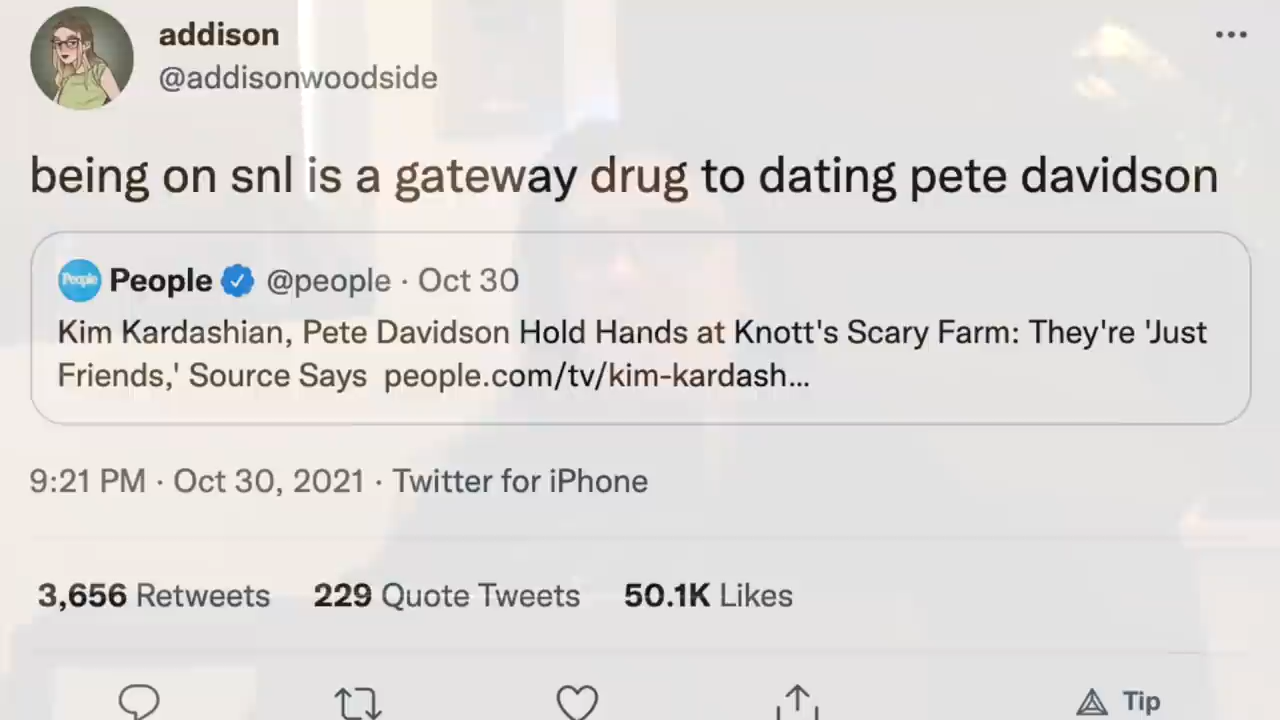 addison
@addisonwoodside
being on snl is a gateway drug to dating pete davidson
People People @people · Oct 30
Kim Kardashian, Pete Davidson Hold Hands at Knott's Scary Farm: They're 'Just
Friends,' Source Says people.com/tv/kim-kardash...
9:21 PM · Oct 30, 2021 · Twitter for iPhone
3,656 Retweets 229 Quote Tweets 50.1K Likes
Tip